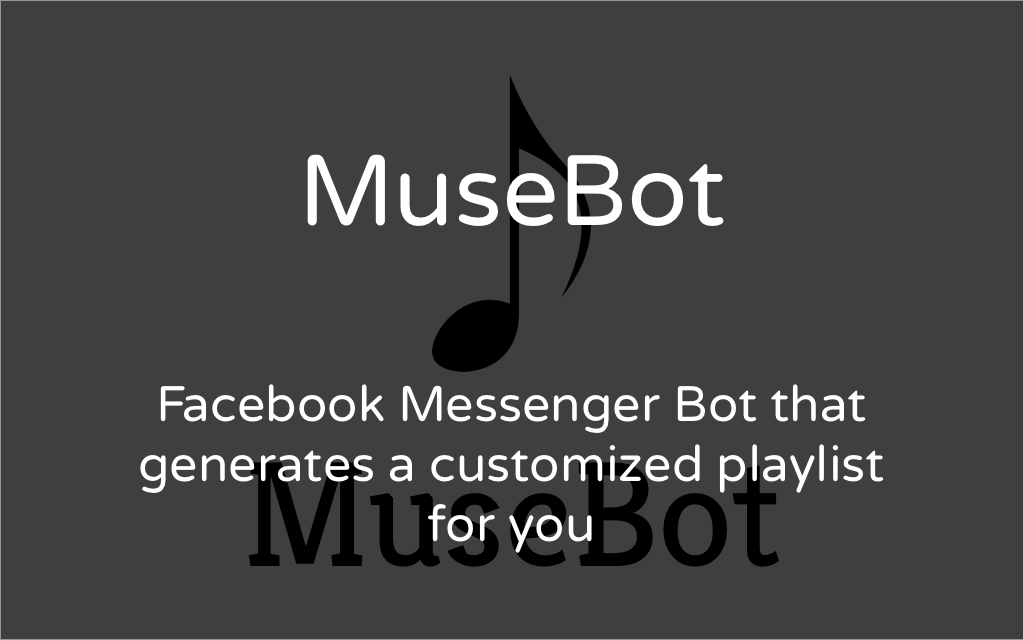 MuseBot
Facebook Messenger Bot that
generates a customized playlist
for you
MuseBot